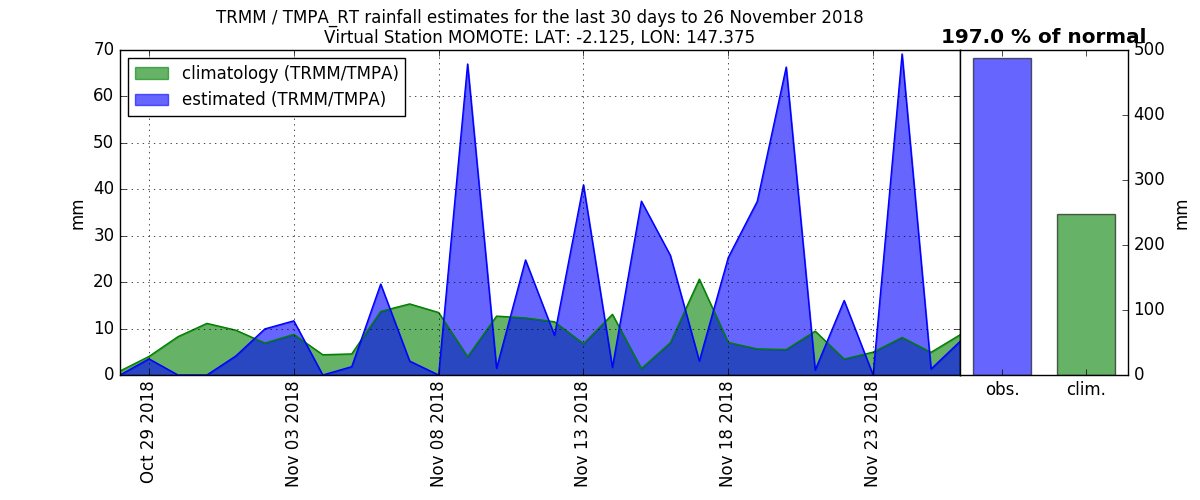 TRMM / TMPA_RT rainfall estimates for the last 30 days to 26 November 2018
Virtual Station MOMOTE: LAT: -2.125, LON: 147.375
197.0 % of normal
climatology (TRMM/TMPA)
estimated (TRMM/TMPA)
70
60
50
40
30
20
10
0
mm
Oct 29 2018
Nov 03 2018
Nov 08 2018
Nov 13 2018
Nov 18 2018
Nov 23 2018
obs.
clim.
500
400
300
200
100
0
mm